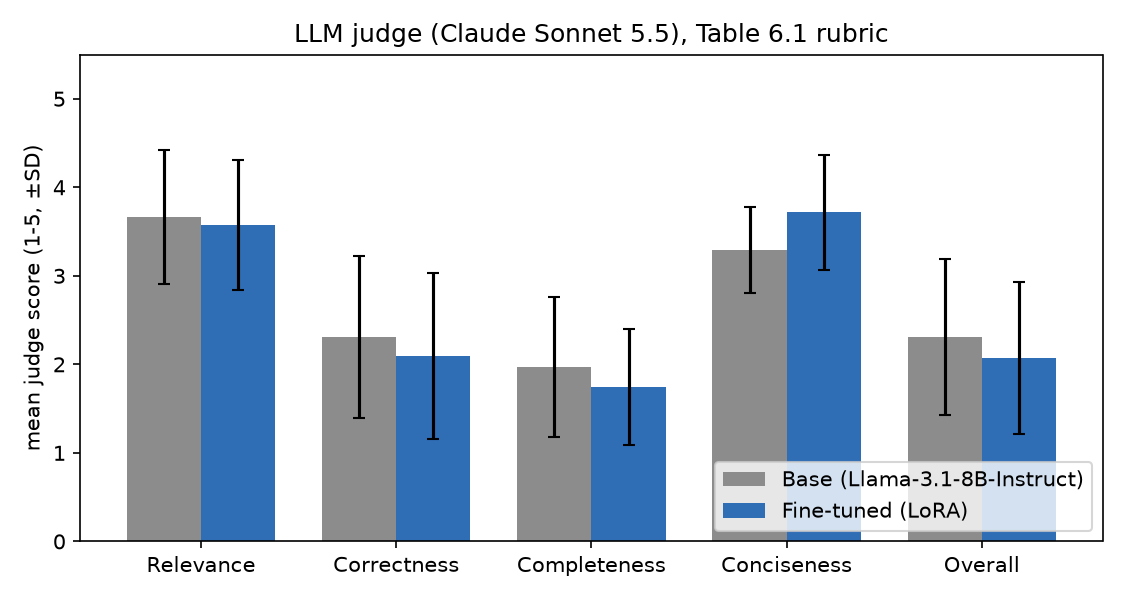 LLM judge (Claude Sonnet 5.5), Table 6.1 rubric
mean judge score (1-5, ±SD)
5
4
3
2
1
0
Base (Llama-3.1-8B-Instruct)
Fine-tuned (LoRA)
Relevance Correctness Completeness Conciseness Overall